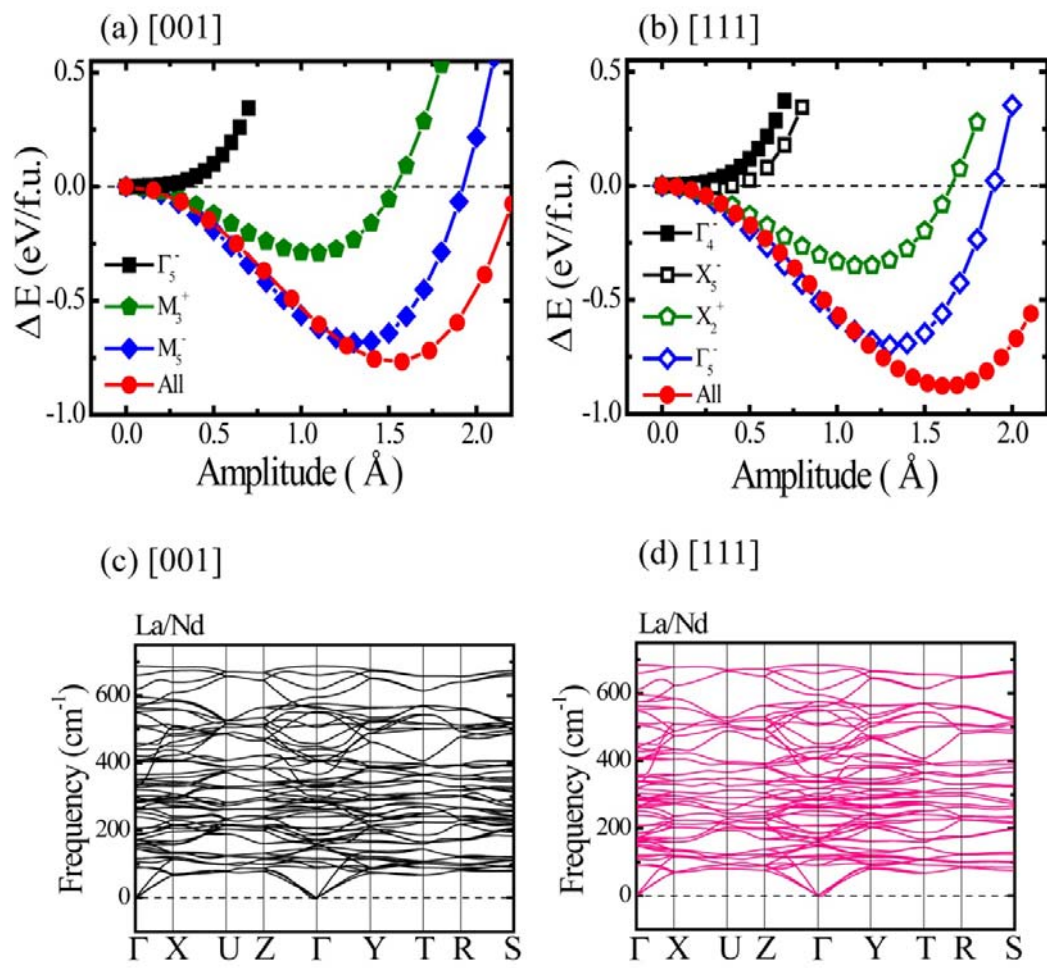 (a) [001]
(b) [111]
0.5
0.0
-0.5
-1.0
Δ E (eV/f.u.)
Γ₅⁻
M₃⁺
M₅⁻
All
0.0 0.5 1.0 1.5 2.0
Amplitude ( Å)
0.5
0.0
-0.5
-1.0
Δ E (eV/f.u.)
Γ₄⁻
X₅⁻
X₂⁺
Γ₅⁻
All
0.0 0.5 1.0 1.5 2.0
Amplitude ( Å)
(c) [001]
(d) [111]
La/Nd
600
400
200
0
Frequency (cm⁻¹)
Γ X U Z Γ Y T R S
La/Nd
600
400
200
0
Frequency (cm⁻¹)
Γ X U Z Γ Y T R S